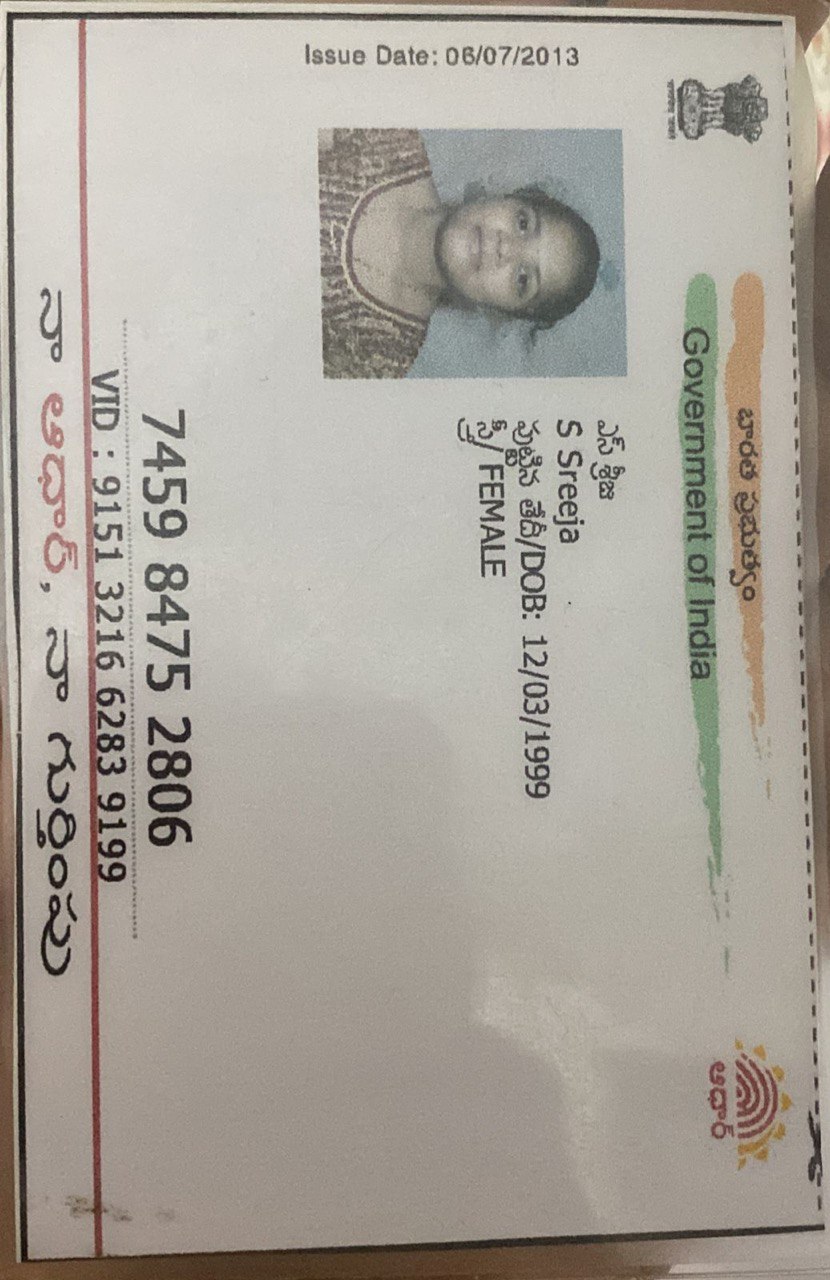 Issue Date: 06/07/2013
భారత ప్రభుత్వం
Government of India
ఆధార్
ఎస్ శ్రీజ
S Sreeja
పుట్టిన తేదీ/DOB: 12/03/1999
స్త్రీ/ FEMALE
7459 8475 2806
VID : 9151 3216 6283 9199
నా ఆధార్, నా గుర్తింపు